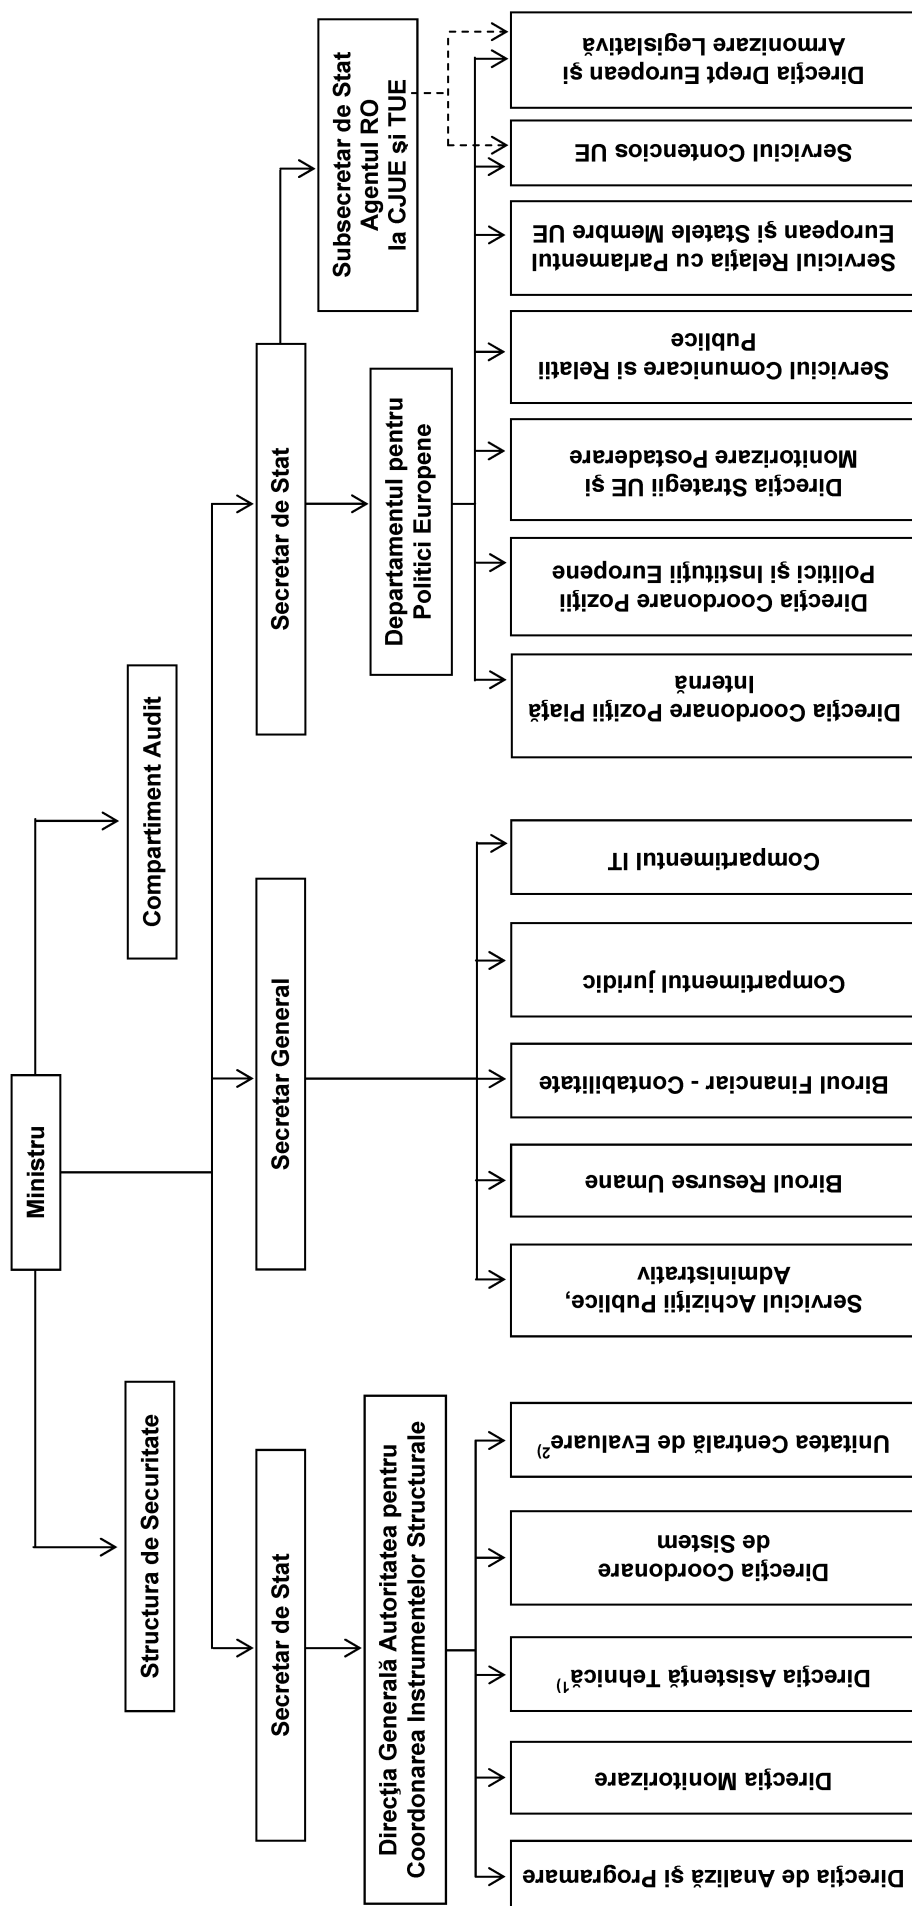 Ministru
Structura de Securitate
Compartiment Audit
Secretar de Stat
Secretar General
Secretar de Stat
Direcţia Generală Autoritatea pentru
Coordonarea Instrumentelor Structurale
Departamentul pentru
Politici Europene
Subsecretar de Stat
Agentul RO
la CJUE şi TUE
Direcţia de Analiză şi Programare
Direcţia Monitorizare
Direcţia Asistenţă Tehnică1)
Direcţia Coordonare
de Sistem
Unitatea Centrală de Evaluare2)
Serviciul Achiziţii Publice,
Administrativ
Biroul Resurse Umane
Biroul Financiar - Contabilitate
Compartimentul juridic
Compartimentul IT
Direcţia Coordonare Poziţii Piaţă
Internă
Direcţia Coordonare Poziţii
Politici şi Instituţii Europene
Direcţia Strategii UE şi
Monitorizare Postaderare
Serviciul Comunicare si Relatii
Publice
Serviciul Relaţia cu Parlamentul
European şi Statele Membre UE
Serviciul Contencios UE
Direcţia Drept European şi
Armonizare Legislativă